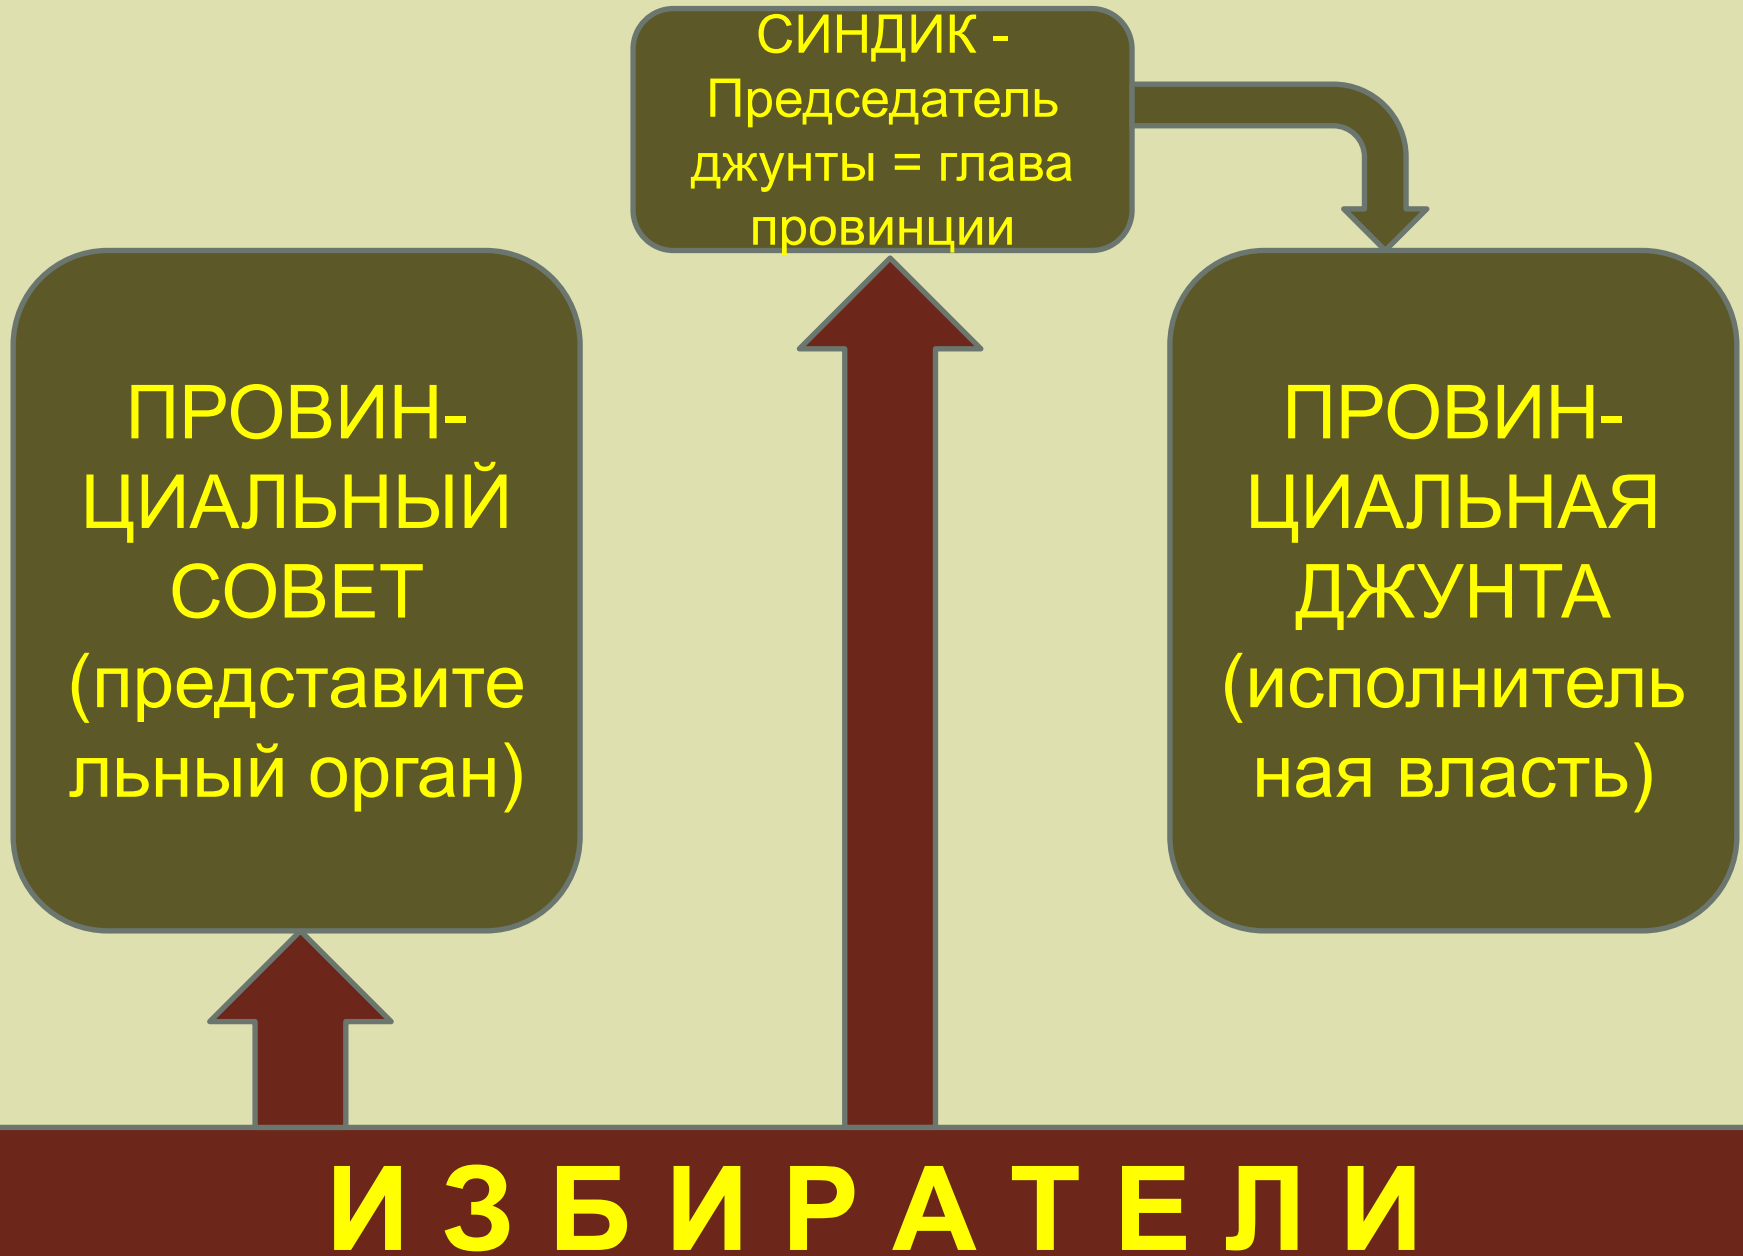 СИНДИК -
Председатель
джунты = глава
провинции
ПРОВИН-
ЦИАЛЬНЫЙ
СОВЕТ
(представите
льный орган)
ПРОВИН-
ЦИАЛЬНАЯ
ДЖУНТА
(исполнитель
ная власть)
И З Б И Р А Т Е Л И